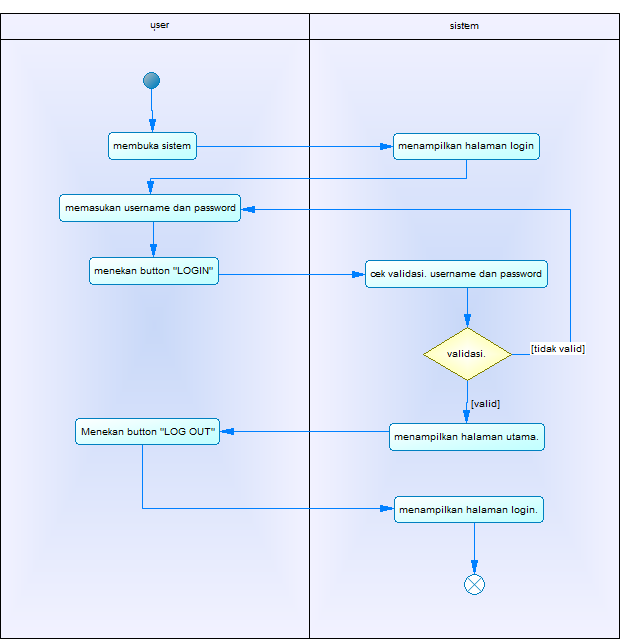 user
sistem
membuka sistem
menampilkan halaman login
memasukan username dan password
menekan button "LOGIN"
cek validasi. username dan password
validasi.
[tidak valid]
[valid]
Menekan button "LOG OUT"
menampilkan halaman utama.
menampilkan halaman login.